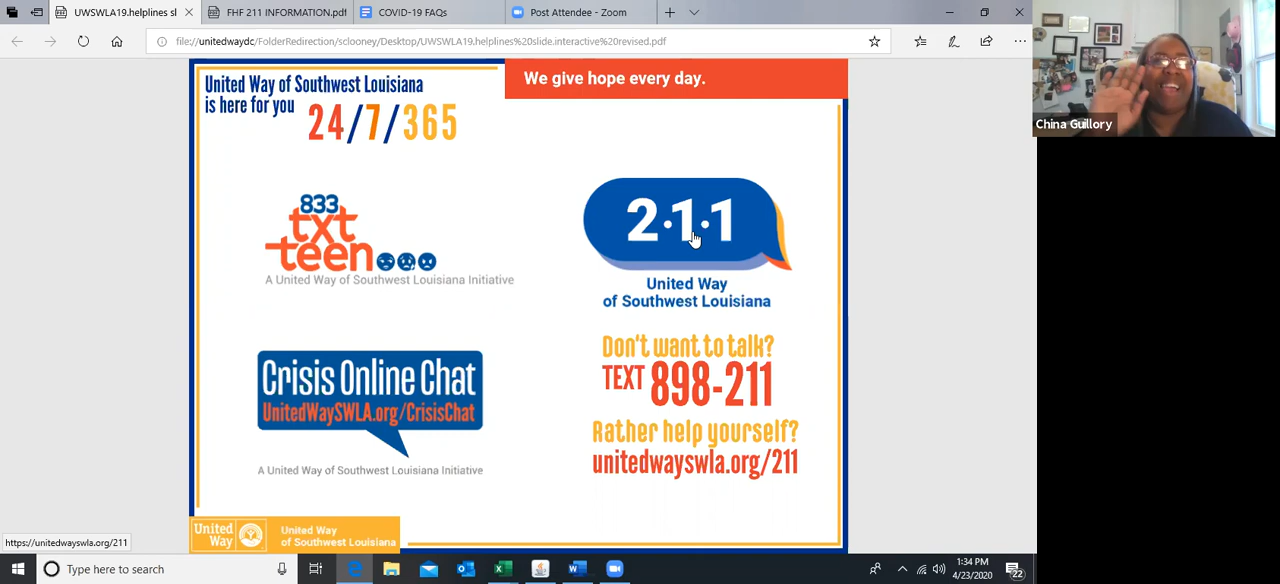 UWSWLA19.helplines sl
FHF 211 INFORMATION.pdf
COVID-19 FAQs
Post Attendee - Zoom
file://unitedwaydc/FolderRedirection/sclooney/Desktop/UWSWLA19.helplines%20slide.interactive%20revised.pdf
United Way of Southwest Louisiana
is here for you
24/7/365
We give hope every day.
China Guillory
833
txt
teen
A United Way of Southwest Louisiana Initiative
2·1·1
United Way
of Southwest Louisiana
Crisis Online Chat
UnitedWaySWLA.org/CrisisChat
A United Way of Southwest Louisiana Initiative
Don't want to talk?
TEXT 898-211
Rather help yourself?
unitedwayswla.org/211
United
Way
United Way
of Southwest Louisiana
https://unitedwayswla.org/211
Type here to search
1:34 PM
4/23/2020
22